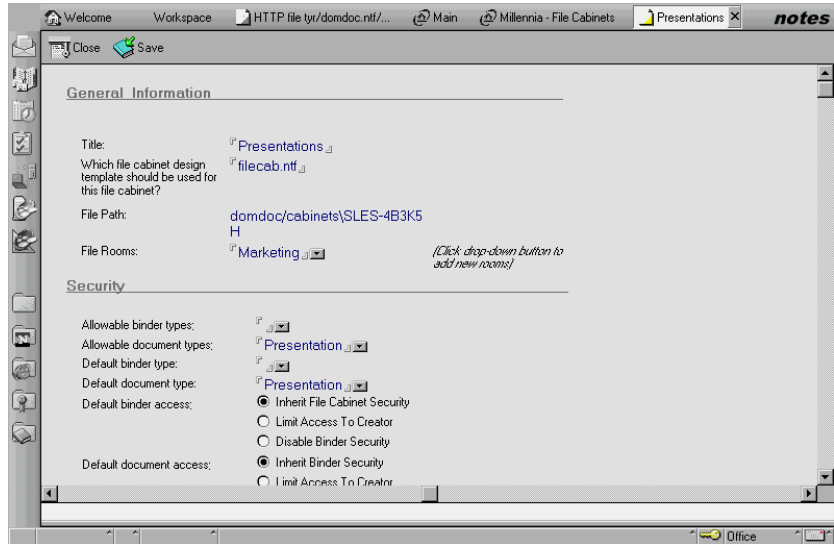 Welcome Workspace HTTP file tyr/domdoc.ntf/... Main Millennia - File Cabinets Presentations X notes
Close Save
General Information
Title: Presentations
Which file cabinet design filecab.ntf
template should be used for
this file cabinet?
File Path: domdoc/cabinets\SLES-4B3K5
H
File Rooms: Marketing (Click drop-down button to
add new rooms)
Security
Allowable binder types:
Allowable document types: Presentation
Default binder type:
Default document type: Presentation
Default binder access: Inherit File Cabinet Security
Limit Access To Creator
Disable Binder Security
Default document access: Inherit Binder Security
Limit Access To Creator
Office